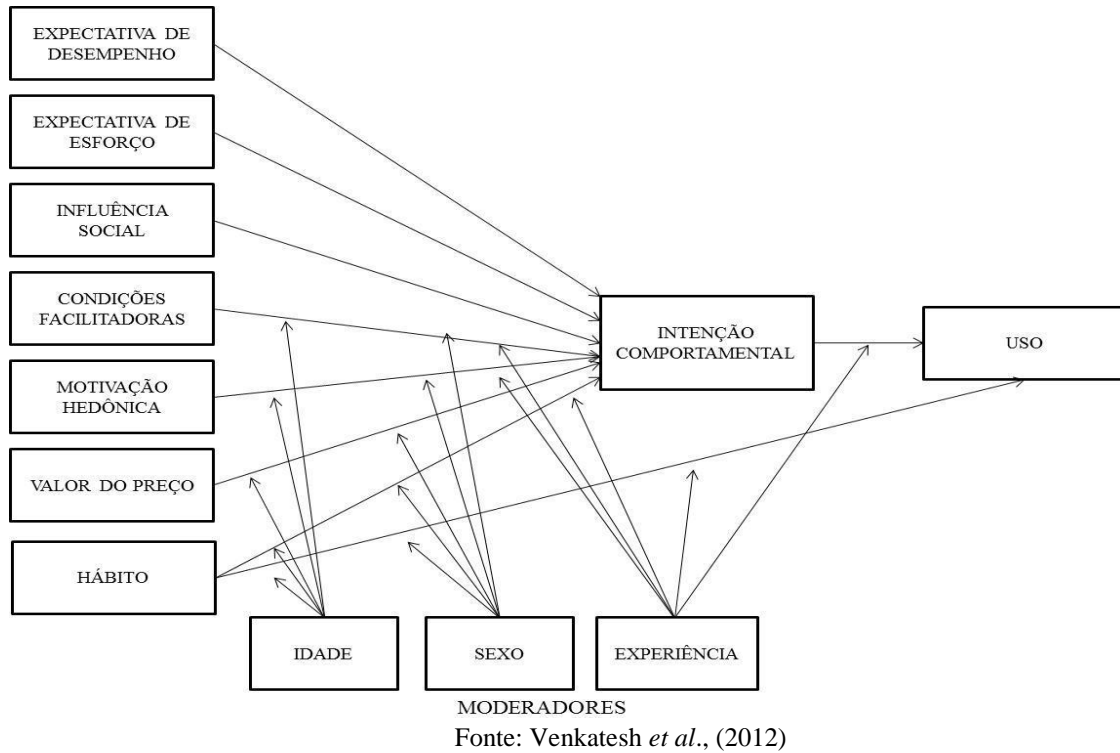 EXPECTATIVA DE
DESEMPENHO
EXPECTATIVA DE
ESFORÇO
INFLUÊNCIA
SOCIAL
CONDIÇÕES
FACILITADORAS
MOTIVAÇÃO
HEDÔNICA
VALOR DO PREÇO
HÁBITO
INTENÇÃO
COMPORTAMENTAL
USO
IDADE
SEXO
EXPERIÊNCIA
MODERADORES
Fonte: Venkatesh et al., (2012)